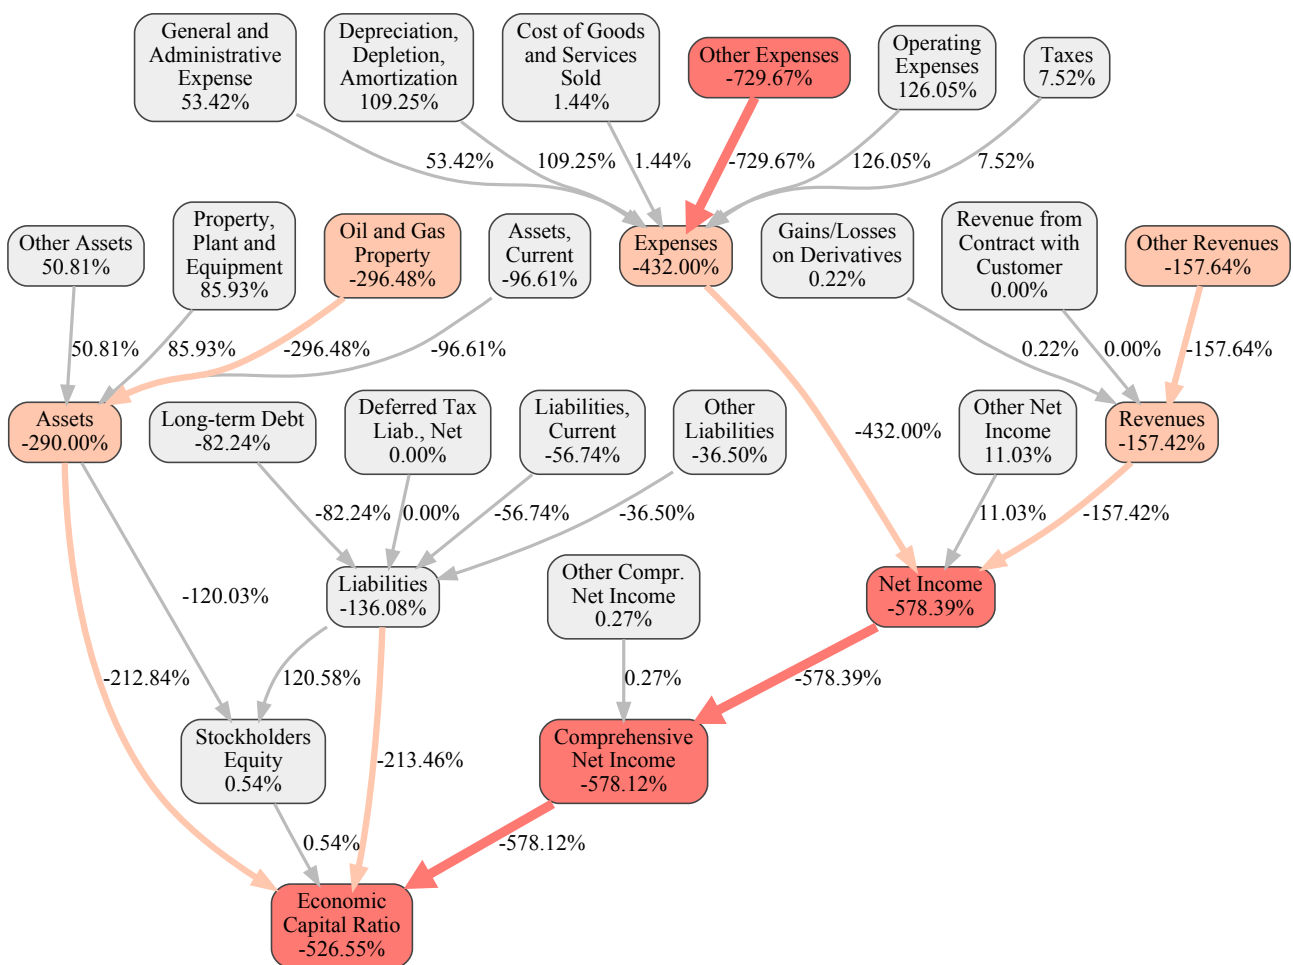 General and
Administrative
Expense
53.42%
Depreciation,
Depletion,
Amortization
109.25%
Cost of Goods
and Services
Sold
1.44%
Other Expenses
-729.67%
Operating
Expenses
126.05%
Taxes
7.52%
53.42%
109.25%
1.44%
-729.67%
126.05%
7.52%
Other Assets
50.81%
Property,
Plant and
Equipment
85.93%
Oil and Gas
Property
-296.48%
Assets,
Current
-96.61%
Expenses
-432.00%
Gains/Losses
on Derivatives
0.22%
Revenue from
Contract with
Customer
0.00%
Other Revenues
-157.64%
50.81%
85.93%
-296.48%
-96.61%
0.22%
0.00%
-157.64%
Assets
-290.00%
Long-term Debt
-82.24%
Deferred Tax
Liab., Net
0.00%
Liabilities,
Current
-56.74%
Other
Liabilities
-36.50%
-432.00%
Other Net
Income
11.03%
Revenues
-157.42%
-82.24%
0.00%
-56.74%
-36.50%
11.03%
-157.42%
-120.03%
Liabilities
-136.08%
Other Compr.
Net Income
0.27%
Net Income
-578.39%
-212.84%
120.58%
0.27%
-578.39%
Stockholders
Equity
0.54%
-213.46%
Comprehensive
Net Income
-578.12%
0.54%
-578.12%
Economic
Capital Ratio
-526.55%